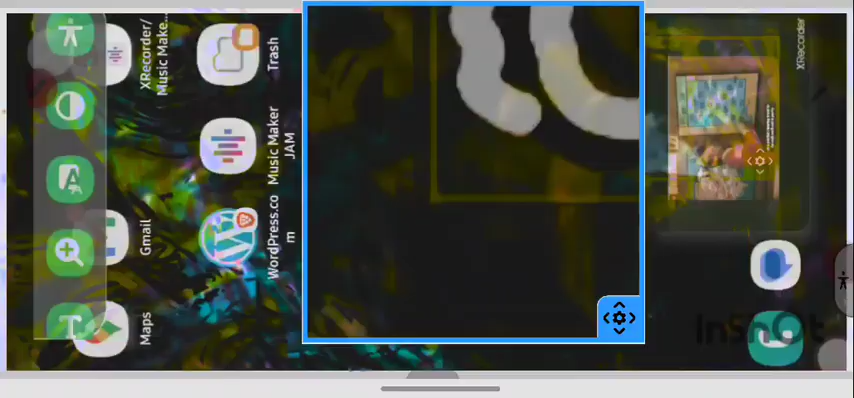 XRecorder/
Music Make...
Trash
Music Maker
JAM
Gmail
WordPress.co
m
Maps
XRecorder
InShOt